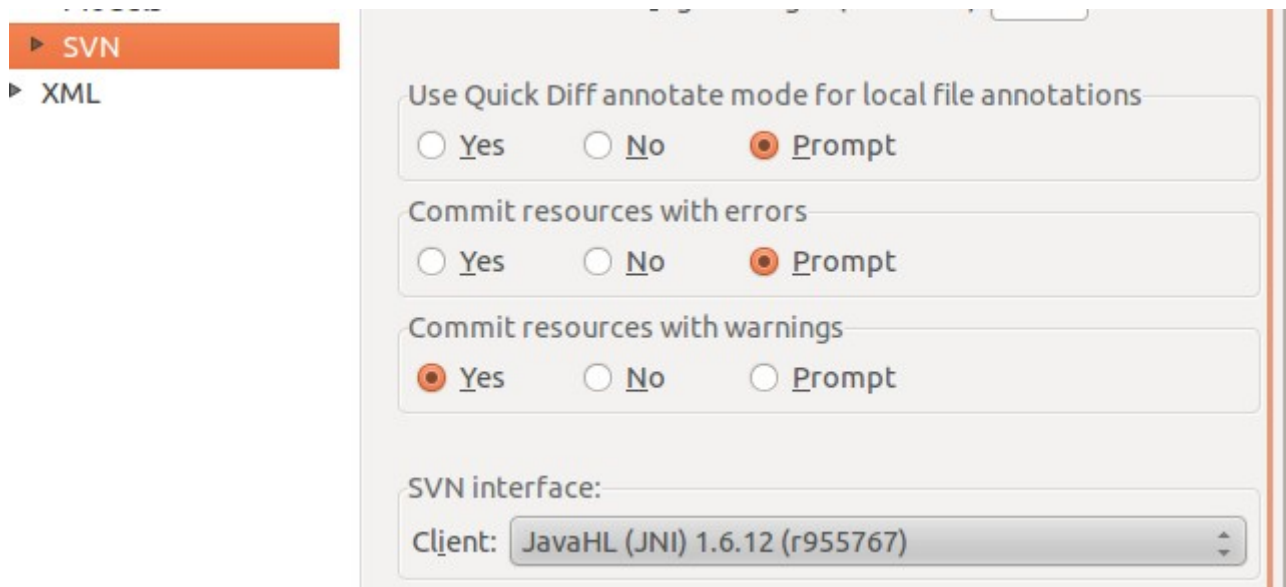 SVN
XML
Use Quick Diff annotate mode for local file annotations
Yes No Prompt
Commit resources with errors
Yes No Prompt
Commit resources with warnings
Yes No Prompt
SVN interface:
Client: JavaHL (JNI) 1.6.12 (r955767)